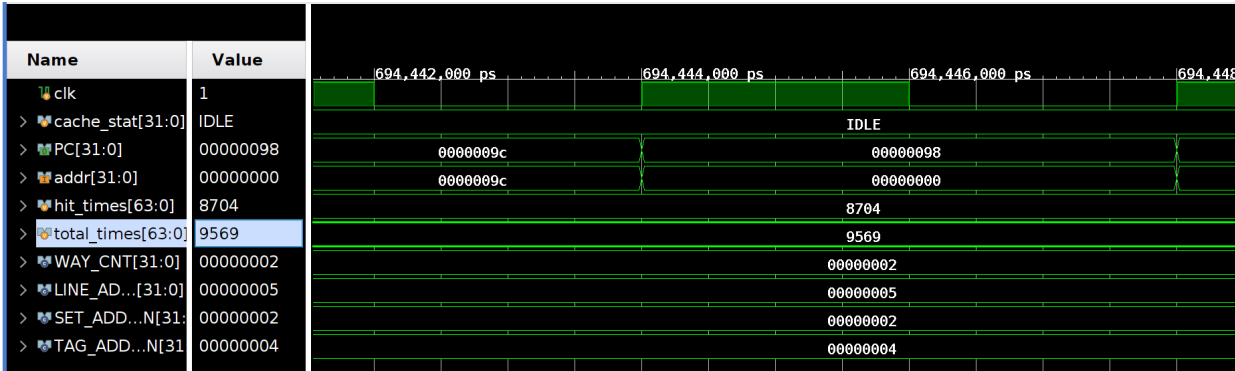 Name Value
694,442,000 ps 694,444,000 ps 694,446,000 ps 694,448
clk 1
cache_stat[31:0] IDLE IDLE
PC[31:0] 00000098 0000009c 00000098
addr[31:0] 00000000 0000009c 00000000
hit_times[63:0] 8704 8704
total_times[63:0] 9569 9569
WAY_CNT[31:0] 00000002 00000002
LINE_AD...[31:0] 00000005 00000005
SET_ADD...N[31: 00000002 00000002
TAG_ADD...N[31 00000004 00000004